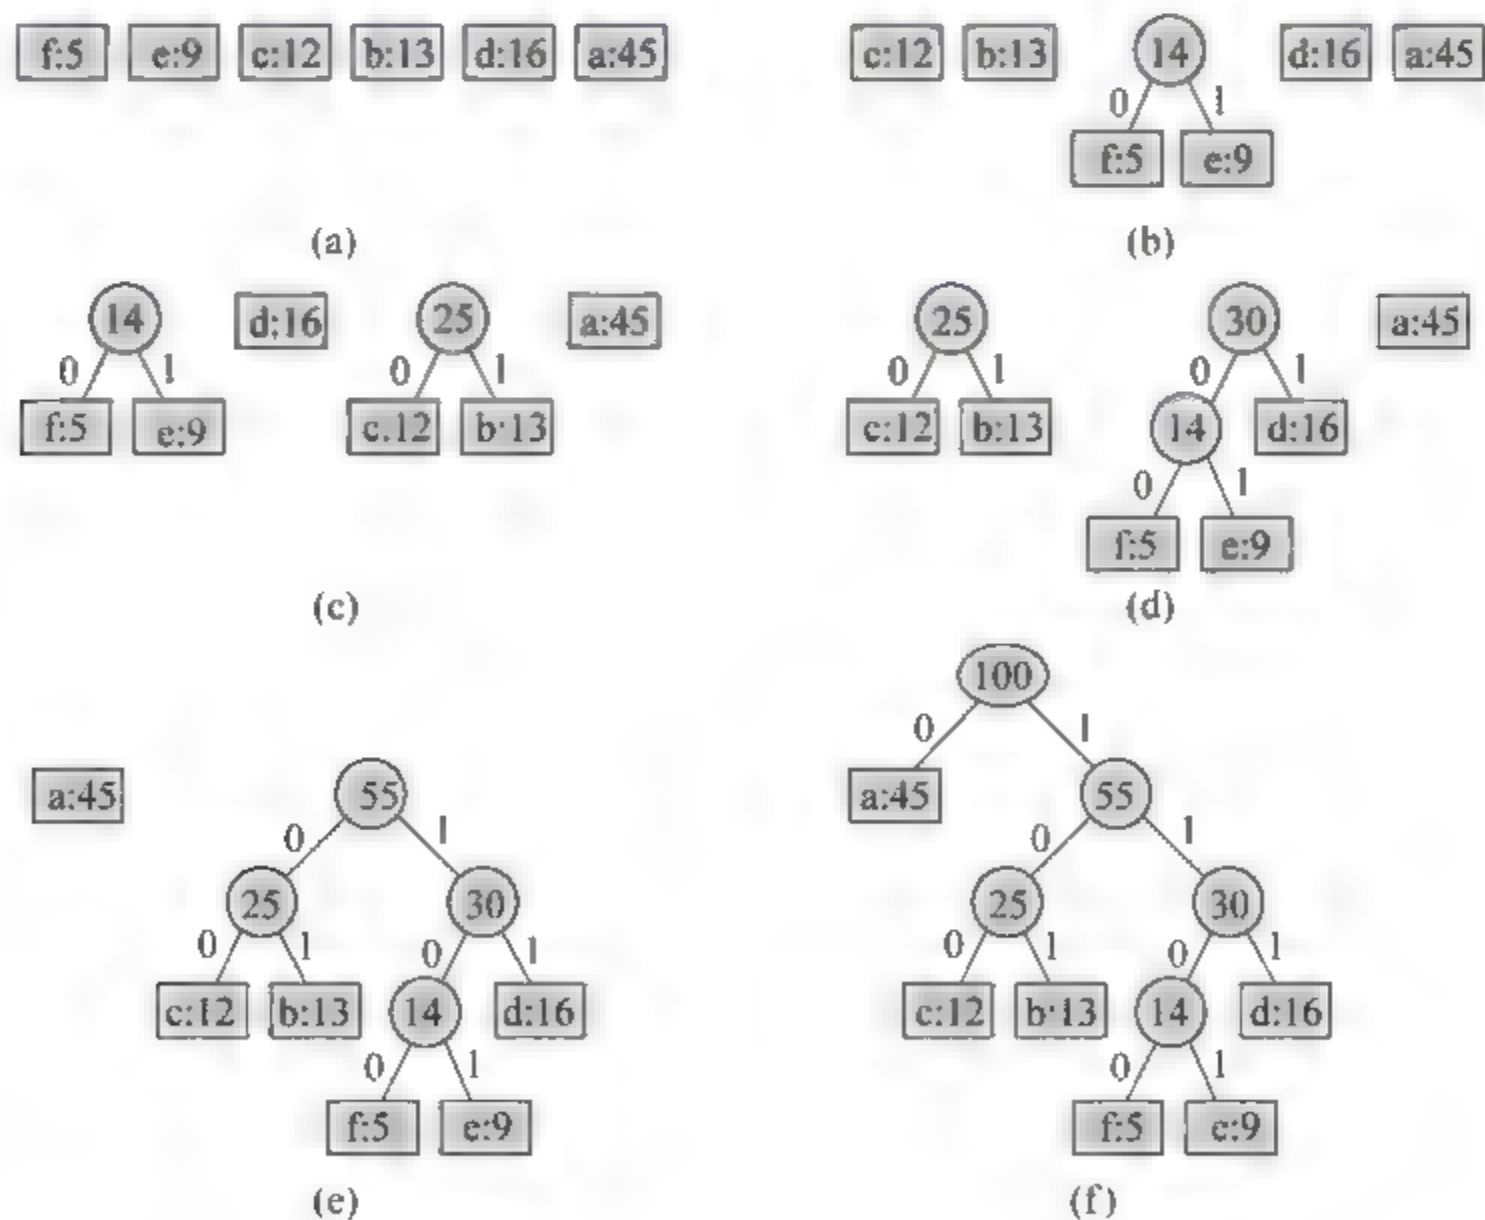 f:5 e:9 c:12 b:13 d:16 a:45
c:12 b:13 14 d:16 a:45
0 1
f:5 e:9
(a) (b)
14 d:16 25 a:45
0 1 0 1
f:5 e:9 c:12 b:13
25 30 a:45
0 1 0 1
c:12 b:13 14 d:16
0 1
f:5 e:9
(c) (d)
a:45 55
0 1
25 30
0 1 0 1
c:12 b:13 14 d:16
0 1
f:5 e:9
(e)
100
0 1
a:45 55
0 1
25 30
0 1 0 1
c:12 b:13 14 d:16
0 1
f:5 e:9
(f)